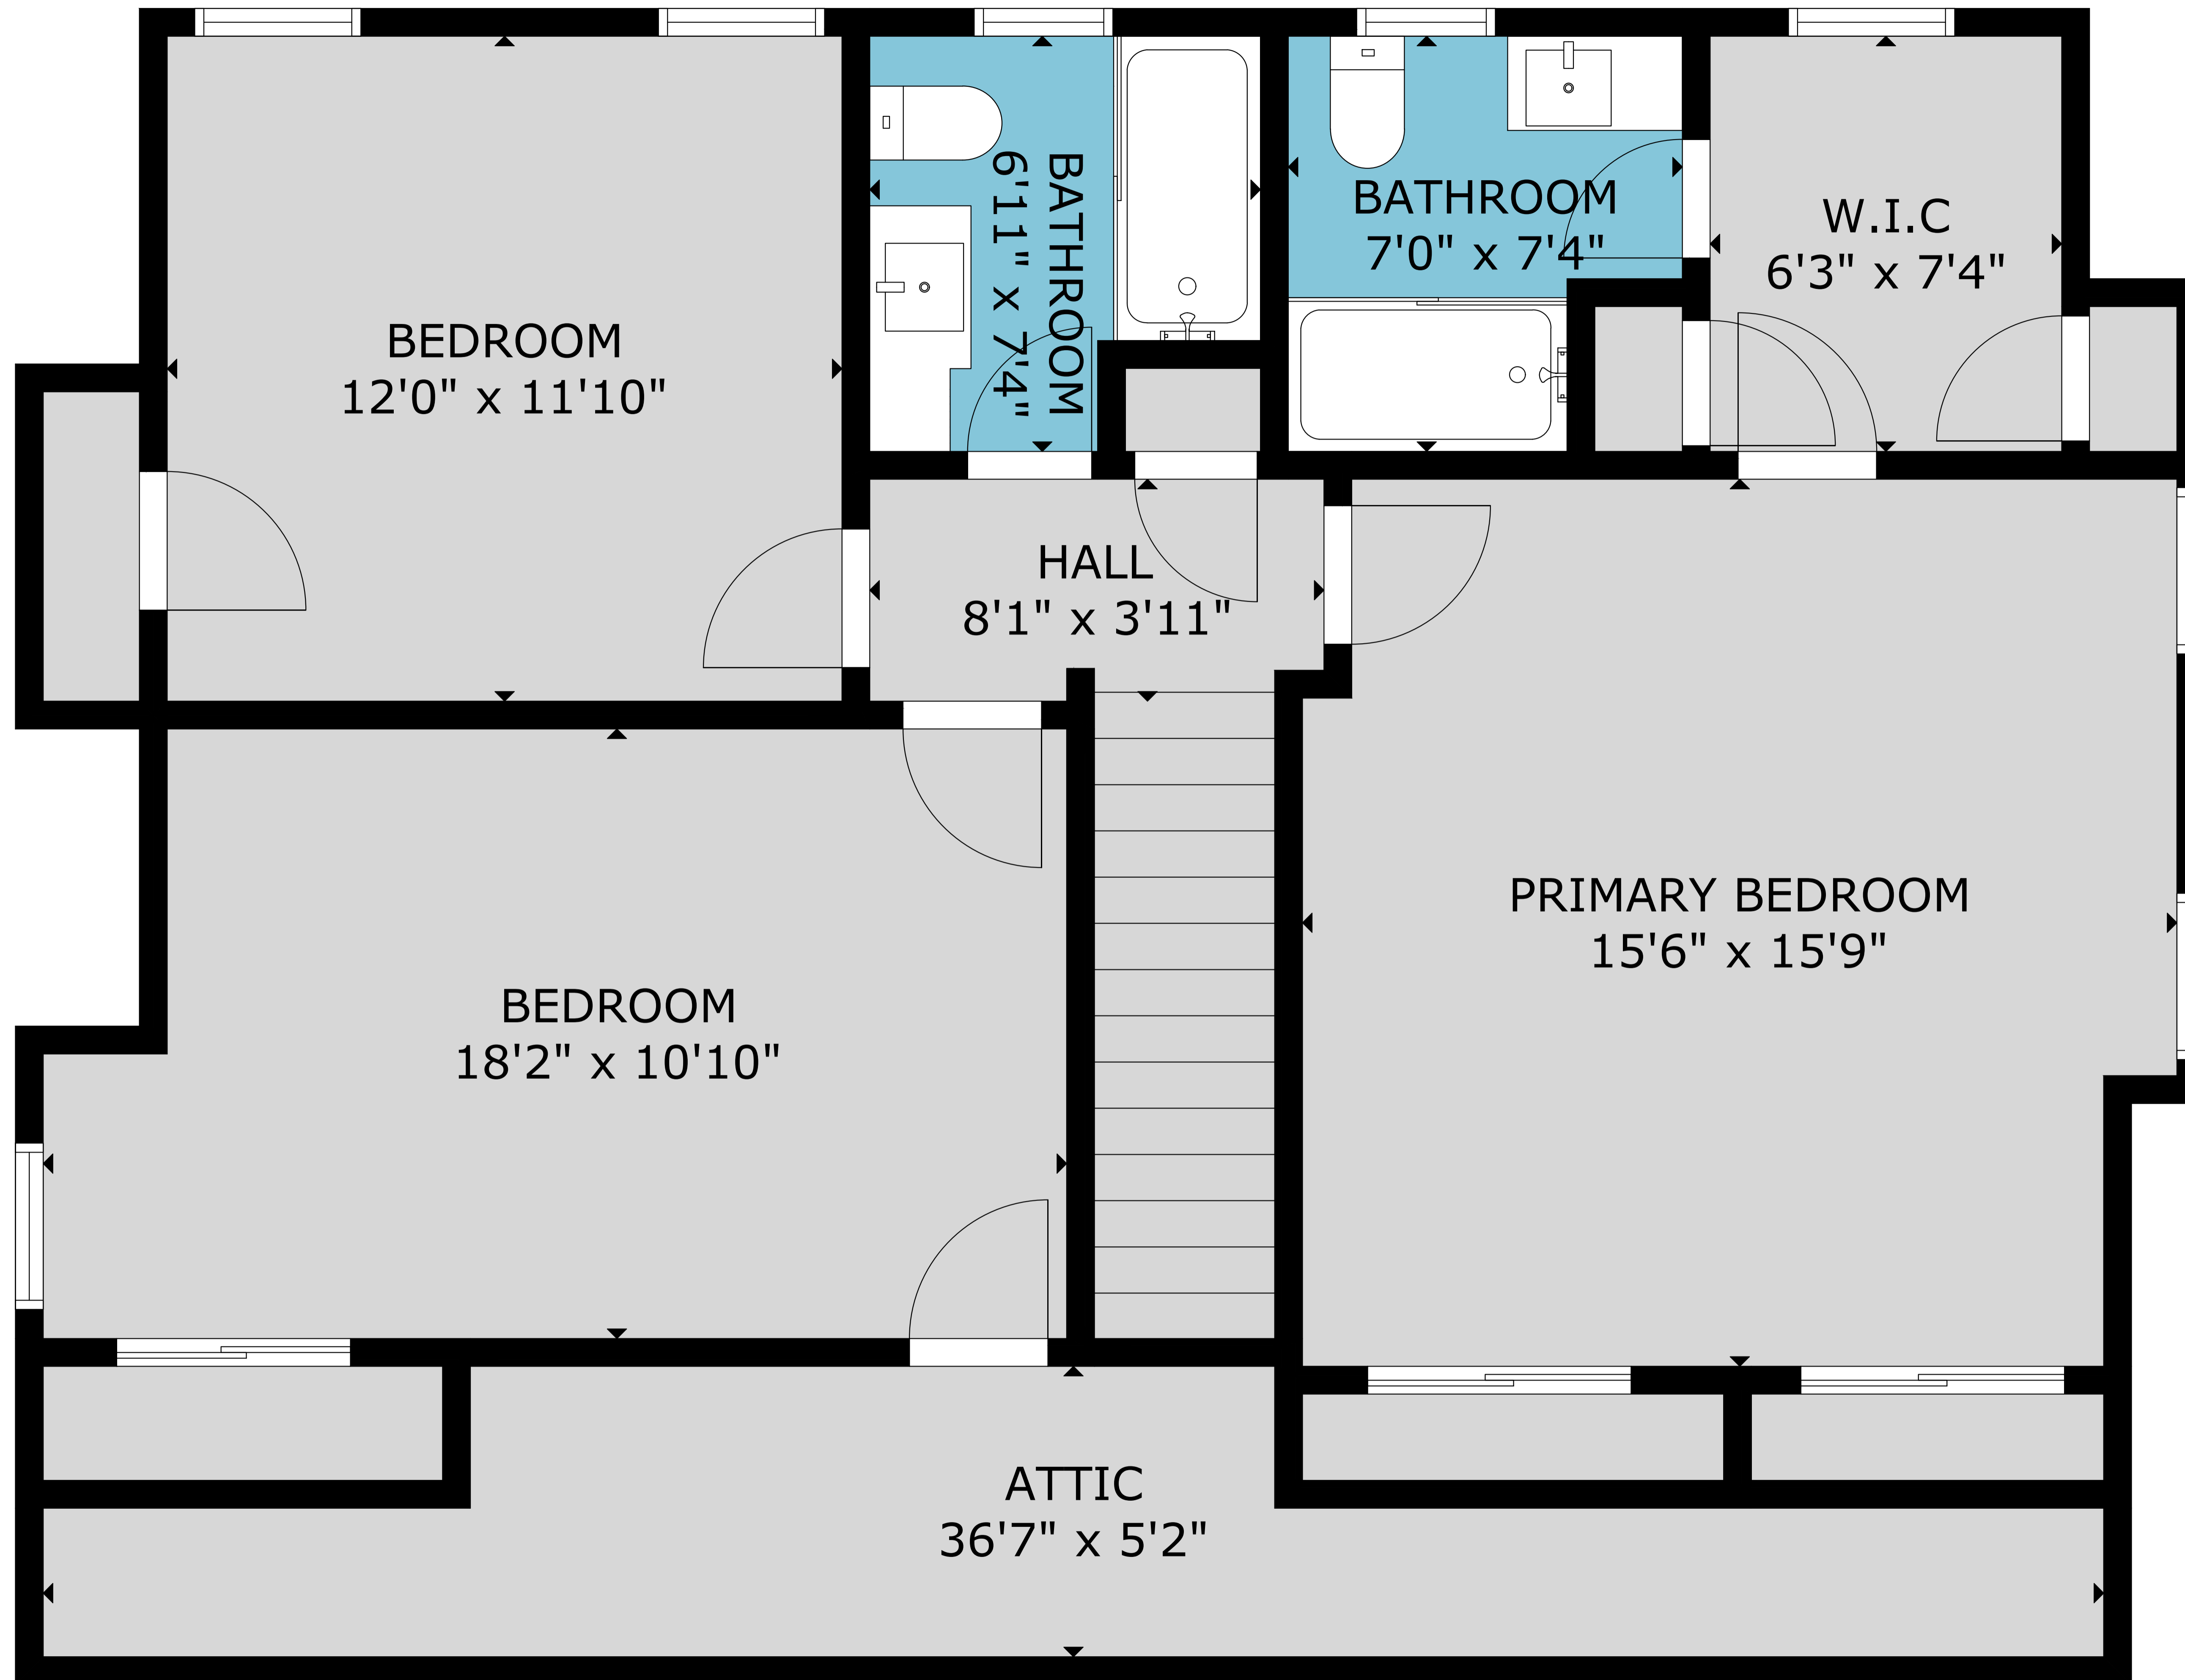 BEDROOM
12'0" x 11'10"
BATHROOM
6'11" x 7'4"
BATHROOM
7'0" x 7'4"
W.I.C
6'3" x 7'4"
HALL
8'1" x 3'11"
PRIMARY BEDROOM
15'6" x 15'9"
BEDROOM
18'2" x 10'10"
ATTIC
36'7" x 5'2"